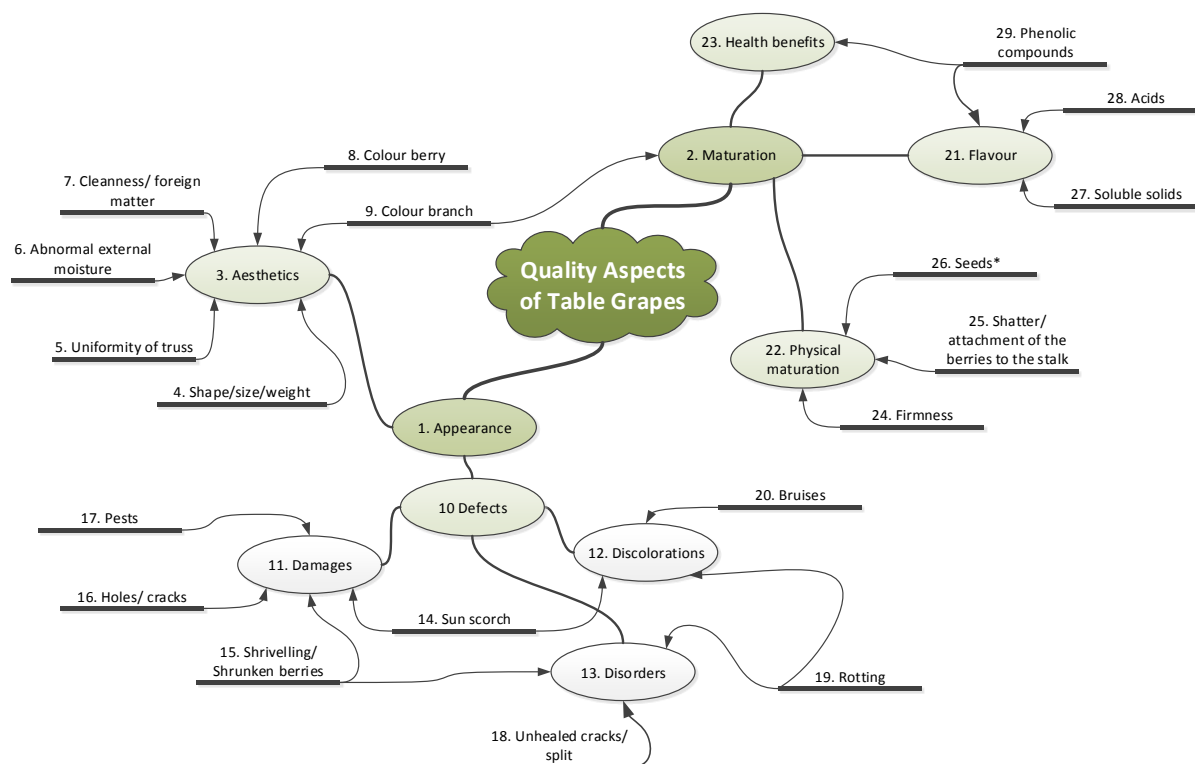 23. Health benefits
29. Phenolic
compounds
28. Acids
8. Colour berry
2. Maturation
21. Flavour
7. Cleanness/ foreign
matter
9. Colour branch
27. Soluble solids
6. Abnormal external
moisture
3. Aesthetics
Quality Aspects
of Table Grapes
26. Seeds*
5. Uniformity of truss
25. Shatter/
attachment of the
berries to the stalk
22. Physical
maturation
4. Shape/size/weight
24. Firmness
1. Appearance
10 Defects
20. Bruises
17. Pests
11. Damages
12. Discolorations
16. Holes/ cracks
14. Sun scorch
15. Shrivelling/
Shrunken berries
13. Disorders
19. Rotting
18. Unhealed cracks/
split